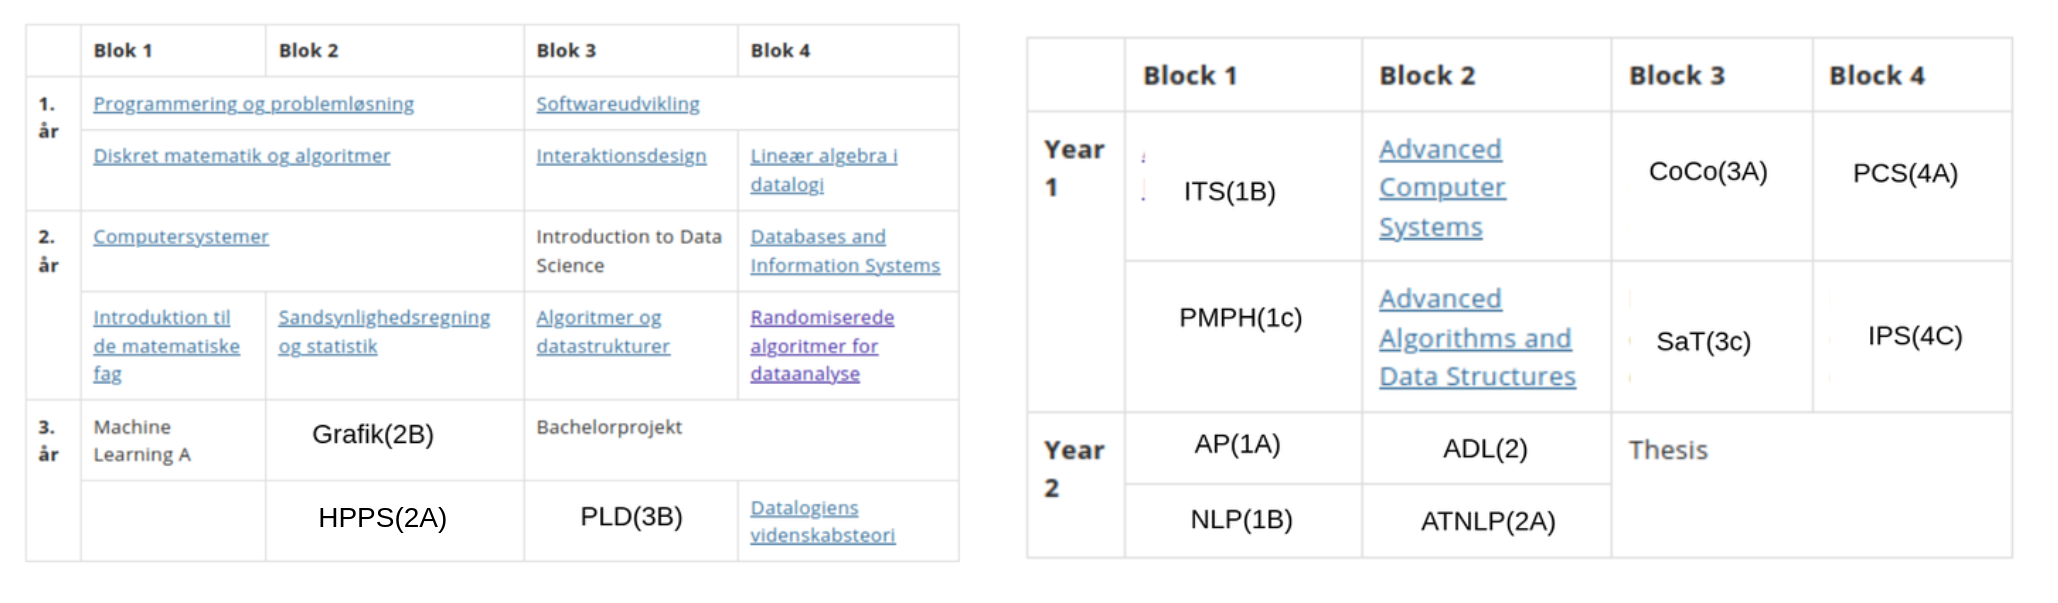 Blok 1 Blok 2 Blok 3 Blok 4
1.
år
Programmering og problemløsning
Softwareudvikling
Diskret matematik og algoritmer
Interaktionsdesign
Lineær algebra i
datalogi
2.
år
Computersystemer
Introduction to Data
Science
Databases and
Information Systems
Introduktion til
de matematiske
fag
Sandsynlighedsregning
og statistik
Algoritmer og
datastrukturer
Randomiserede
algoritmer for
dataanalyse
3.
år
Machine
Learning A
Grafik(2B)
Bachelorprojekt
HPPS(2A)
PLD(3B)
Datalogiens
videnskabsteori
Block 1 Block 2 Block 3 Block 4
Year
1
ITS(1B)
Advanced
Computer
Systems
CoCo(3A)
PCS(4A)
PMPH(1c)
Advanced
Algorithms and
Data Structures
SaT(3c)
IPS(4C)
Year
2
AP(1A)
ADL(2)
Thesis
NLP(1B)
ATNLP(2A)